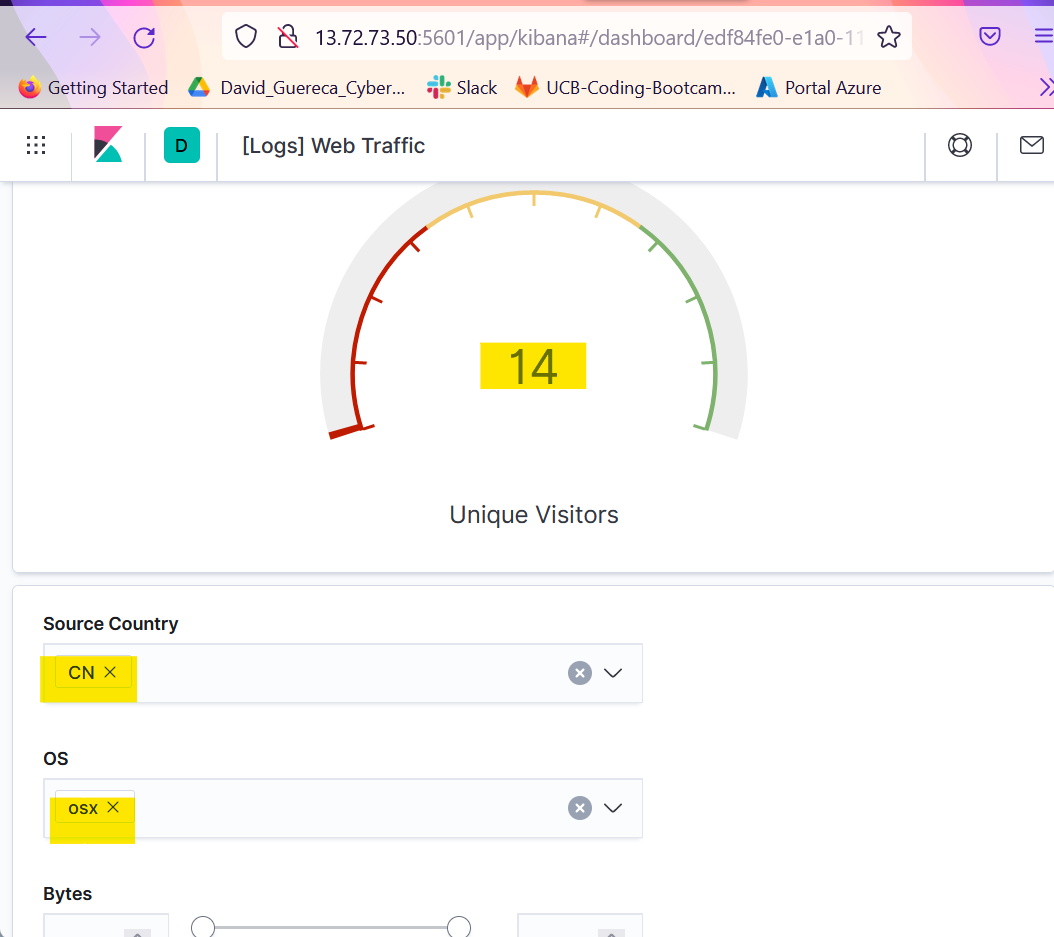 13.72.73.50:5601/app/kibana#/dashboard/edf84fe0-e1a0-11
Getting Started David_Guereca_Cyber... Slack UCB-Coding-Bootcam... Portal Azure
D [Logs] Web Traffic
14
Unique Visitors
Source Country
CN
OS
osx
Bytes